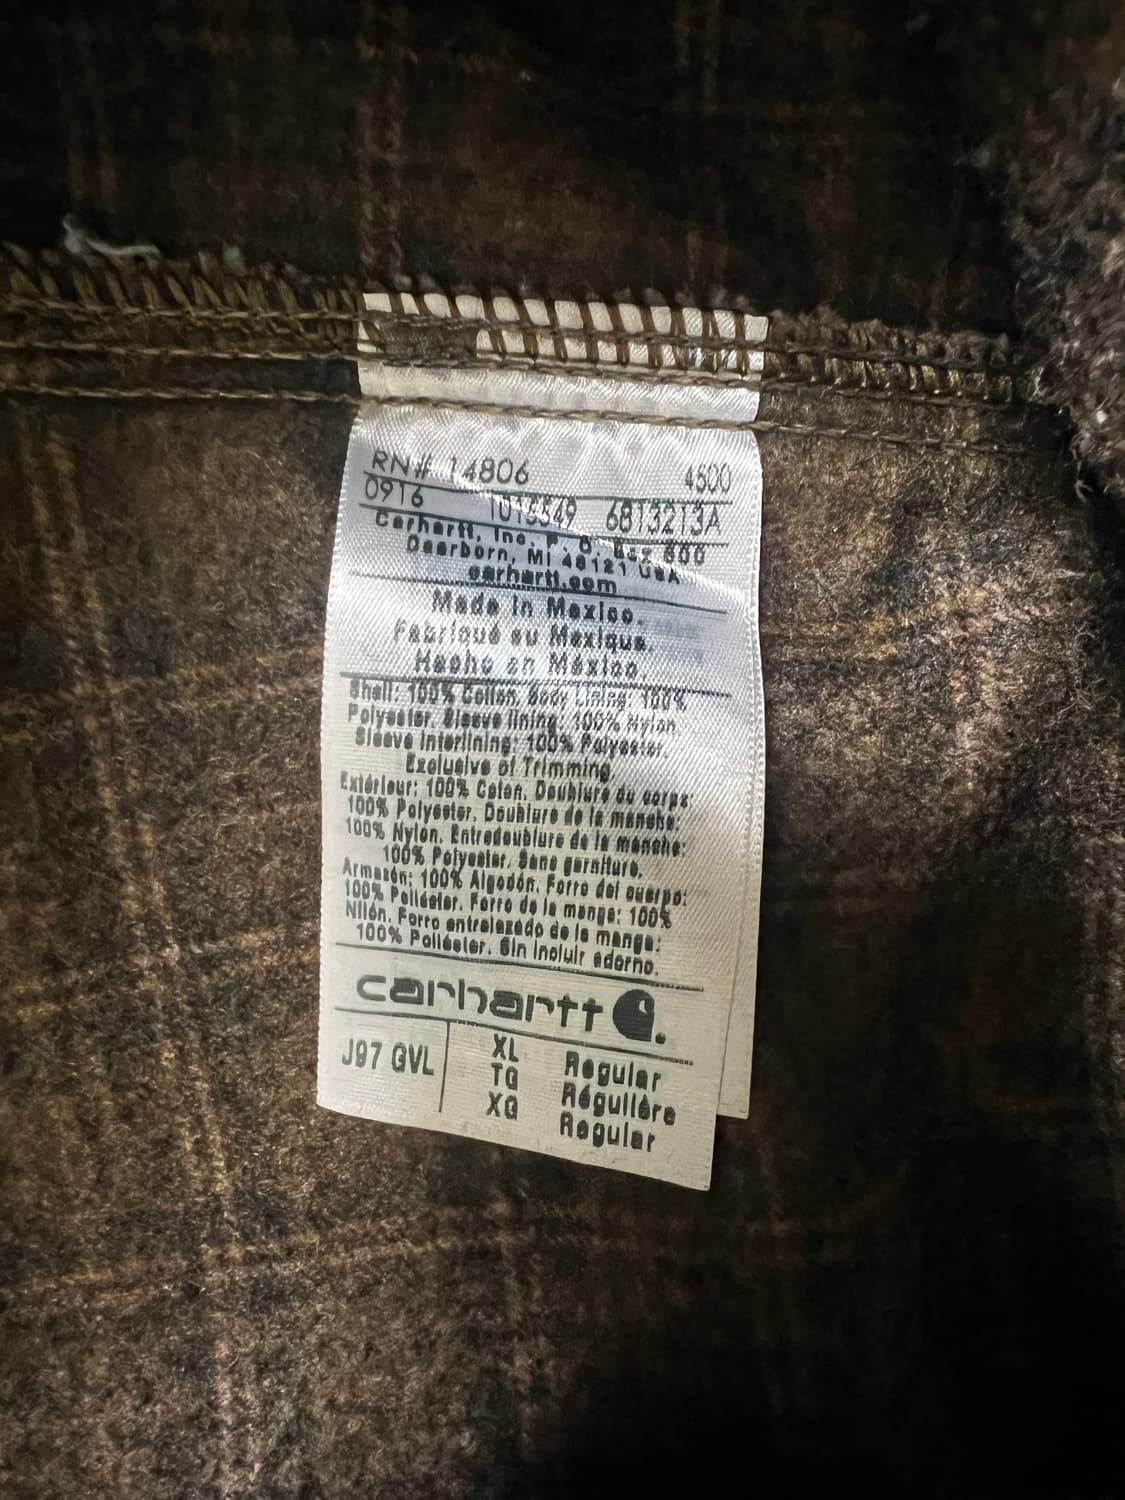 RN# 14806 4500
0916 1015549 6813213A
Carhartt, Inc. P. O. Box 600
Dearborn, MI 48121 USA
carhartt.com
Made in Mexico.
Fabriqué au Mexique.
Hecho en México.
Shell: 100% Cotton. Body Lining: 100%
Polyester. Sleeve lining: 100% Nylon
Sleeve Interlining: 100% Polyester.
Exclusive of Trimming
Extérieur: 100% Coton. Doublure du corps:
100% Polyester. Doublure de la manche:
100% Nylon. Entredoublure de la manche:
100% Polyester. Sans garniture.
Armazón: 100% Algodón. Forro del cuerpo:
100% Poliéster. Forro de la manga: 100%
Nilón. Forro entrelazado de la manga:
100% Poliéster. Sin incluir adorno.
carhartt
J97 GVL XL Regular
TG Régulière
XG Regular